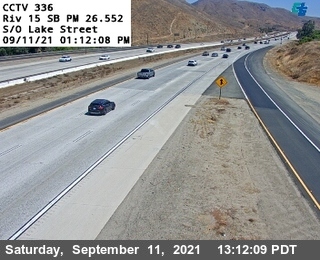 CCTV 336
Riv 15 SB PM 26.552
S/O Lake Street
09/11/21 01:12:08 PM
Saturday, September 11, 2021 13:12:09 PDT